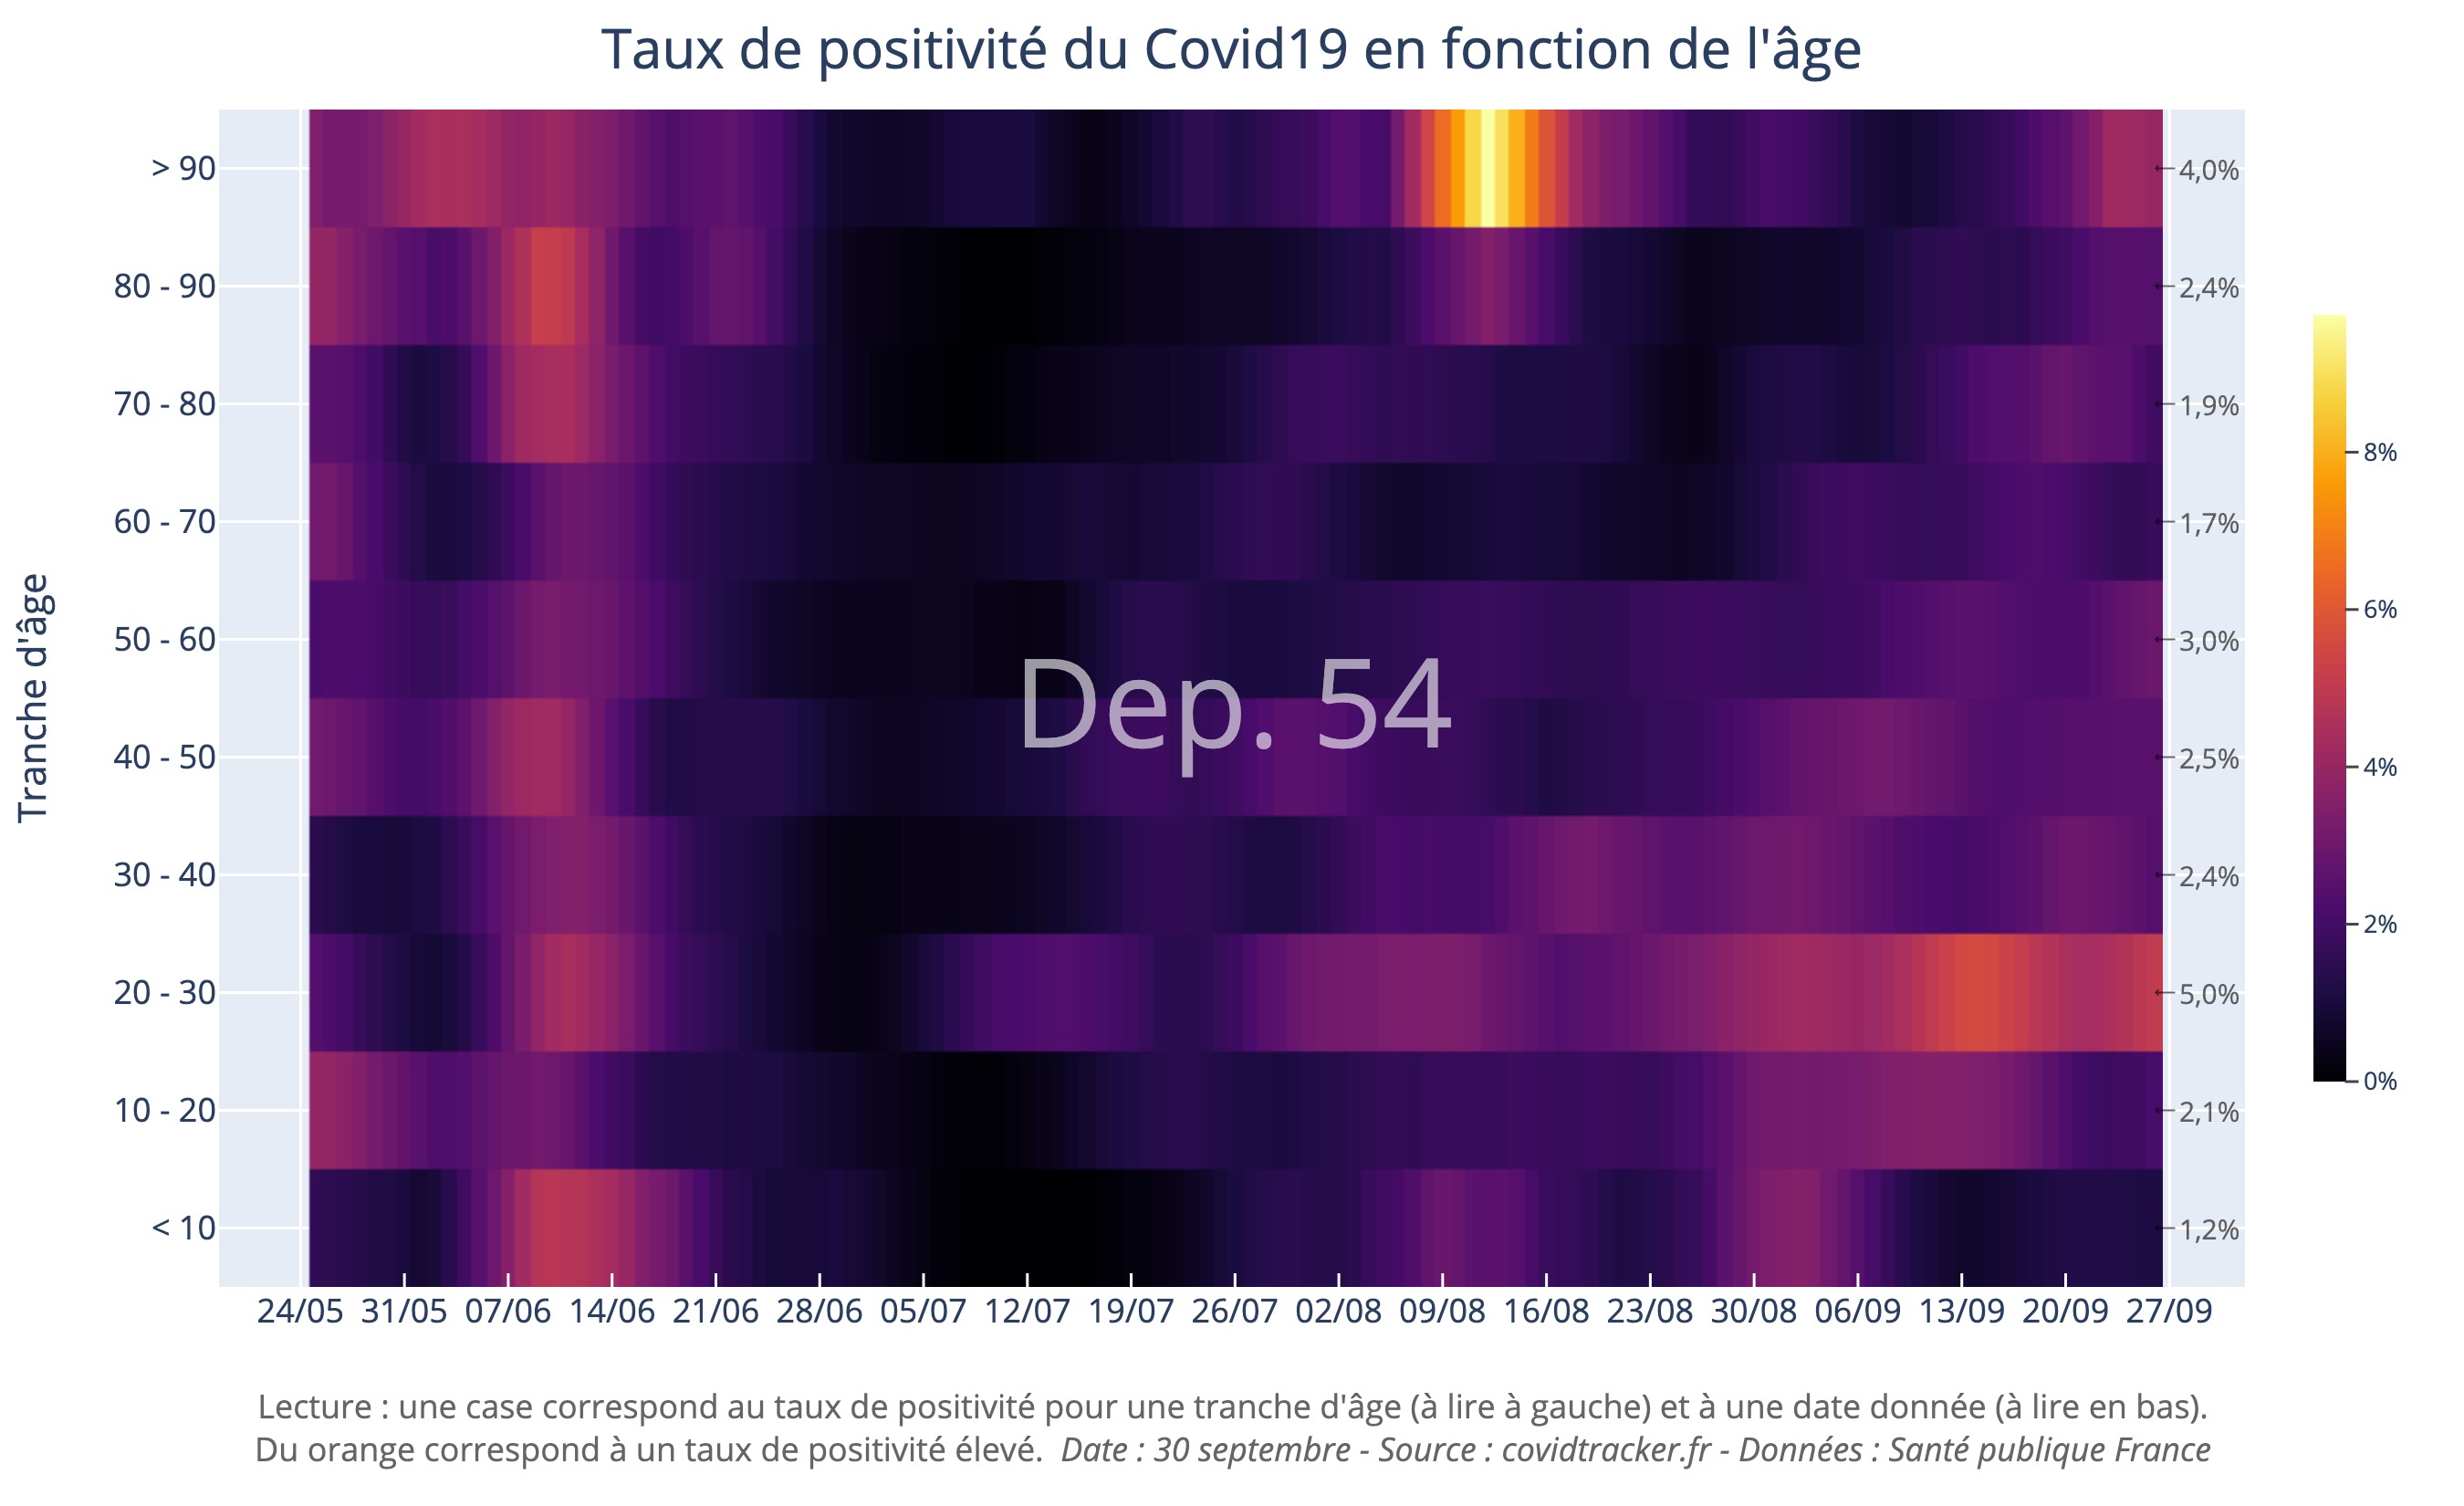 Taux de positivité du Covid19 en fonction de l'âge
Tranche d'âge
> 90
80 - 90
70 - 80
60 - 70
50 - 60
40 - 50
30 - 40
20 - 30
10 - 20
< 10
Dep. 54
4,0%
2,4%
1,9%
1,7%
3,0%
2,5%
2,4%
5,0%
2,1%
1,2%
8%
6%
4%
2%
0%
24/05 31/05 07/06 14/06 21/06 28/06 05/07 12/07 19/07 26/07 02/08 09/08 16/08 23/08 30/08 06/09 13/09 20/09 27/09
Lecture : une case correspond au taux de positivité pour une tranche d'âge (à lire à gauche) et à une date donnée (à lire en bas).
Du orange correspond à un taux de positivité élevé. Date : 30 septembre - Source : covidtracker.fr - Données : Santé publique France